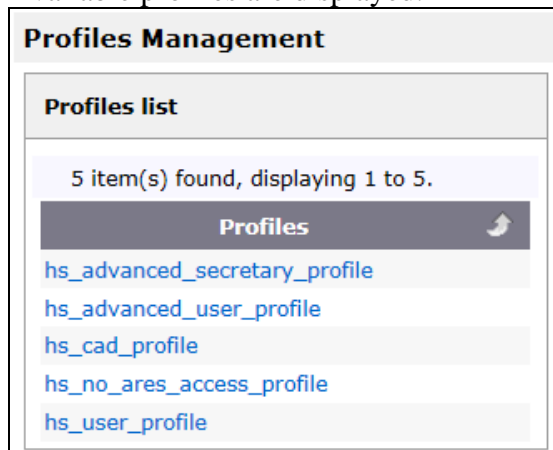 Profiles Management
Profiles list
5 item(s) found, displaying 1 to 5.
Profiles
hs_advanced_secretary_profile
hs_advanced_user_profile
hs_cad_profile
hs_no_ares_access_profile
hs_user_profile